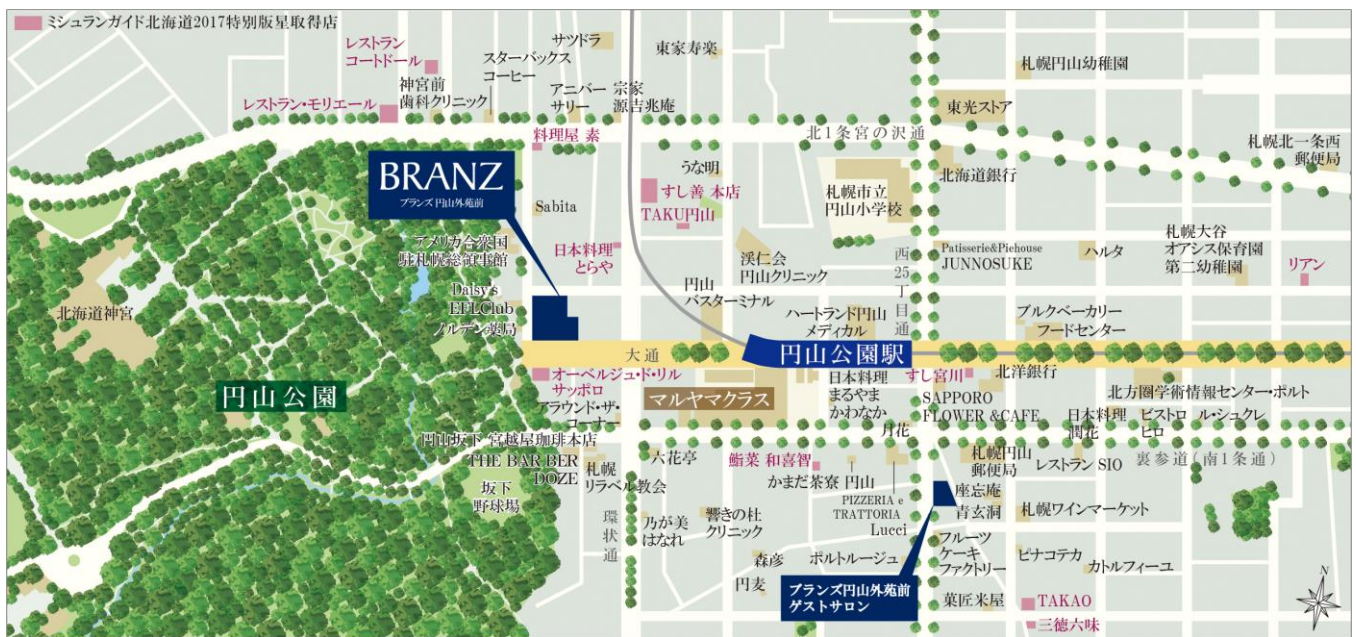 ミシュランガイド北海道2017特別版星取得店
レストラン
コートドール
神宮前
歯科クリニック
スターバックス
コーヒー
サツドラ
東家寿楽
札幌円山幼稚園
レストラン・モリエール
アニバー
サリー
宗家
源吉兆庵
東光ストア
料理屋 素
北1条宮の沢通
札幌北一条西
郵便局
BRANZ
ブランズ 円山外苑前
うな明
すし善 本店
TAKU円山
札幌市立
円山小学校
北海道銀行
Sabita
アメリカ合衆国
駐札幌総領事館
日本料理
とらや
渓仁会
円山クリニック
西25丁目通
Patisserie&Piehouse
JUNNOSUKE
ハルタ
札幌大谷
オアシス保育園
第二幼稚園
リアン
北海道神宮
Daisy's
EFLClub
ノルデン薬局
円山
バスターミナル
ハートランド円山
メディカル
ブルクベーカリー
フードセンター
大通
円山公園駅
円山公園
オーベルジュ・ド・リル
サッポロ
アラウンド・ザ・
コーナー
マルヤマクラス
日本料理
まるやま
かわなか
すし宮川
北洋銀行
SAPPORO
FLOWER &CAFE
北方圏学術情報センター・ポルト
円山坂下 宮越屋珈琲本店
月花
日本料理
潤花
ビストロ
ヒロ
ル・シュクレ
THE BAR BER
DOZE
札幌
リラベル教会
六花亭
鮨菜 和喜智
かまだ茶寮 円山
札幌円山
郵便局
レストラン SIO
裏参道(南1条通)
坂下
野球場
PIZZERIA e
TRATTORIA
Lucci
座忘庵
青玄洞
札幌ワインマーケット
環状通
乃が美
はなれ
響きの杜
クリニック
森彦
ポルトルージュ
フルーツ
ケーキ
ファクトリー
ピナコテカ
カトルフィーユ
円麦
ブランズ円山外苑前
ゲストサロン
菓匠米屋
TAKAO
三徳六味
N